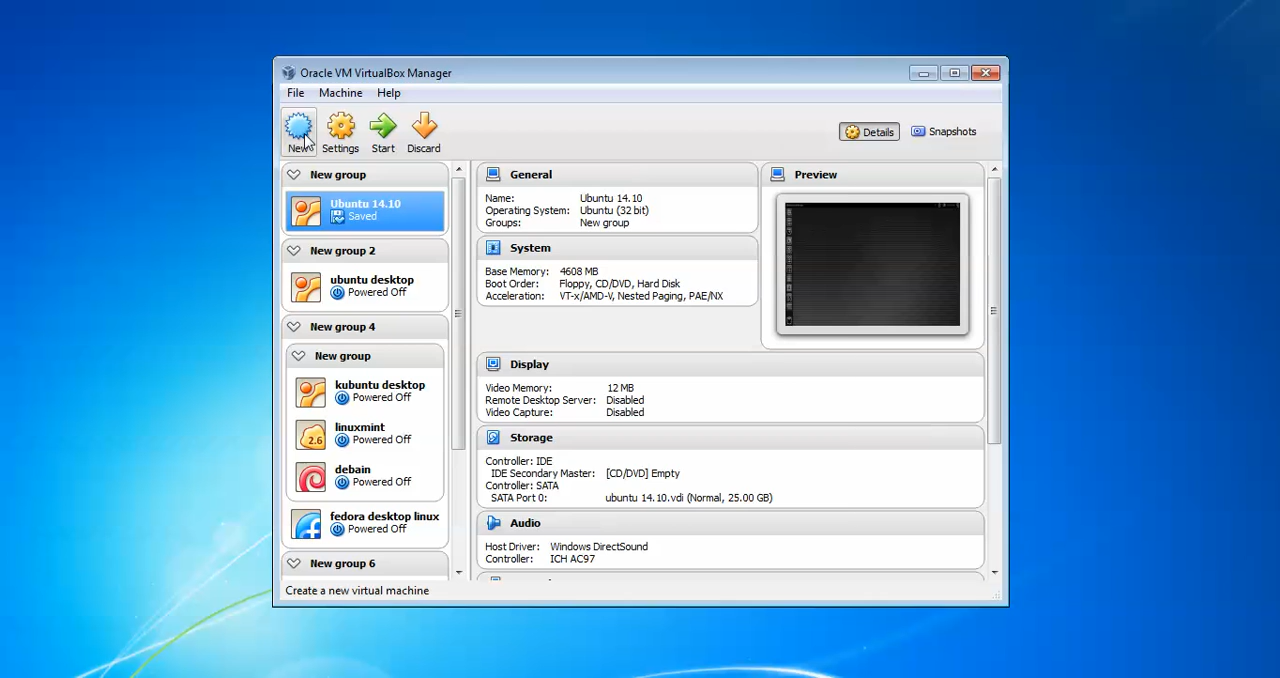 Oracle VM VirtualBox Manager
File Machine Help
New Settings Start Discard
Details Snapshots
New group
Ubuntu 14.10
Saved
New group 2
ubuntu desktop
Powered Off
New group 4
New group
kubuntu desktop
Powered Off
2.6
linuxmint
Powered Off
debain
Powered Off
fedora desktop linux
Powered Off
New group 6
General
Name: Ubuntu 14.10
Operating System: Ubuntu (32 bit)
Groups: New group
Preview
System
Base Memory: 4608 MB
Boot Order: Floppy, CD/DVD, Hard Disk
Acceleration: VT-x/AMD-V, Nested Paging, PAE/NX
Display
Video Memory: 12 MB
Remote Desktop Server: Disabled
Video Capture: Disabled
Storage
Controller: IDE
IDE Secondary Master: [CD/DVD] Empty
Controller: SATA
SATA Port 0: ubuntu 14.10.vdi (Normal, 25.00 GB)
Audio
Host Driver: Windows DirectSound
Controller: ICH AC97
Create a new virtual machine